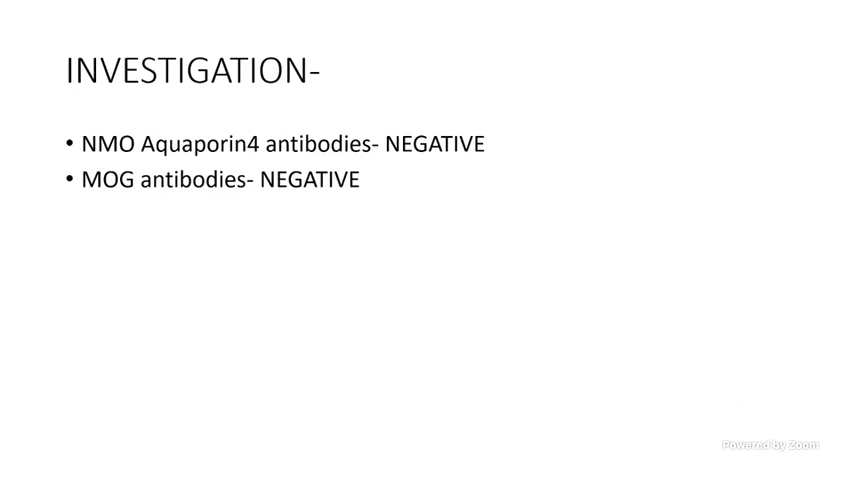 INVESTIGATION-
• NMO Aquaporin4 antibodies- NEGATIVE
• MOG antibodies- NEGATIVE
Powered by Zoom